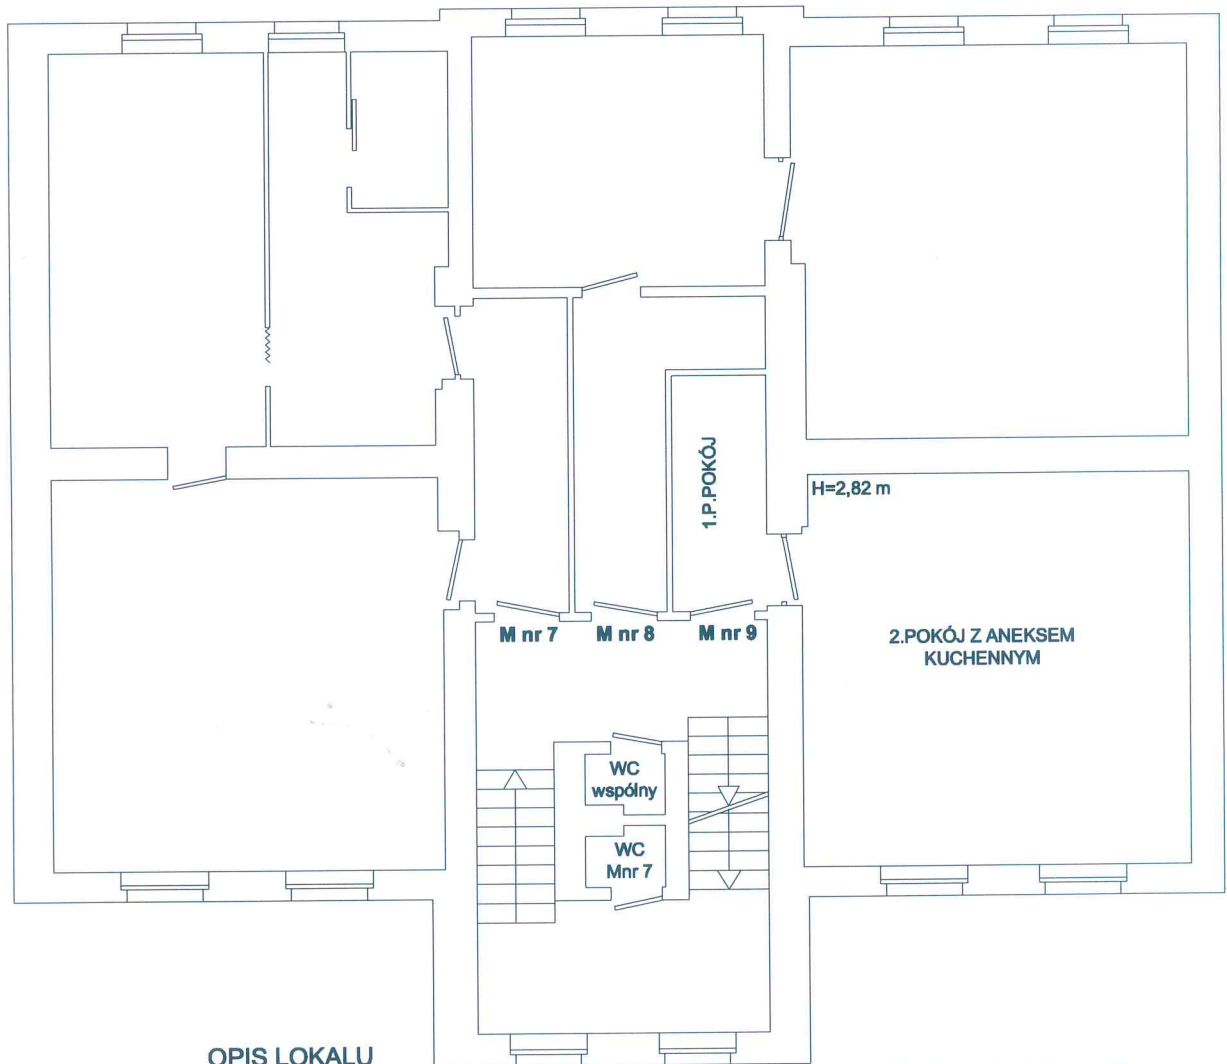 1.P.POKÓJ
H=2,82 m
M nr 7
M nr 8
M nr 9
2.POKÓJ Z ANEKSEM
KUCHENNYM
WC
wspólny
WC
Mnr 7
OPIS LOKALU